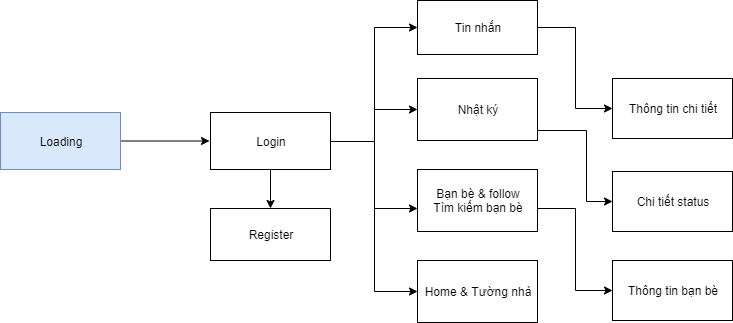 Loading
Login
Register
Tin nhắn
Nhật ký
Bạn bè & follow
Tìm kiếm bạn bè
Home & Tường nhà
Thông tin chi tiết
Chi tiết status
Thông tin bạn bè